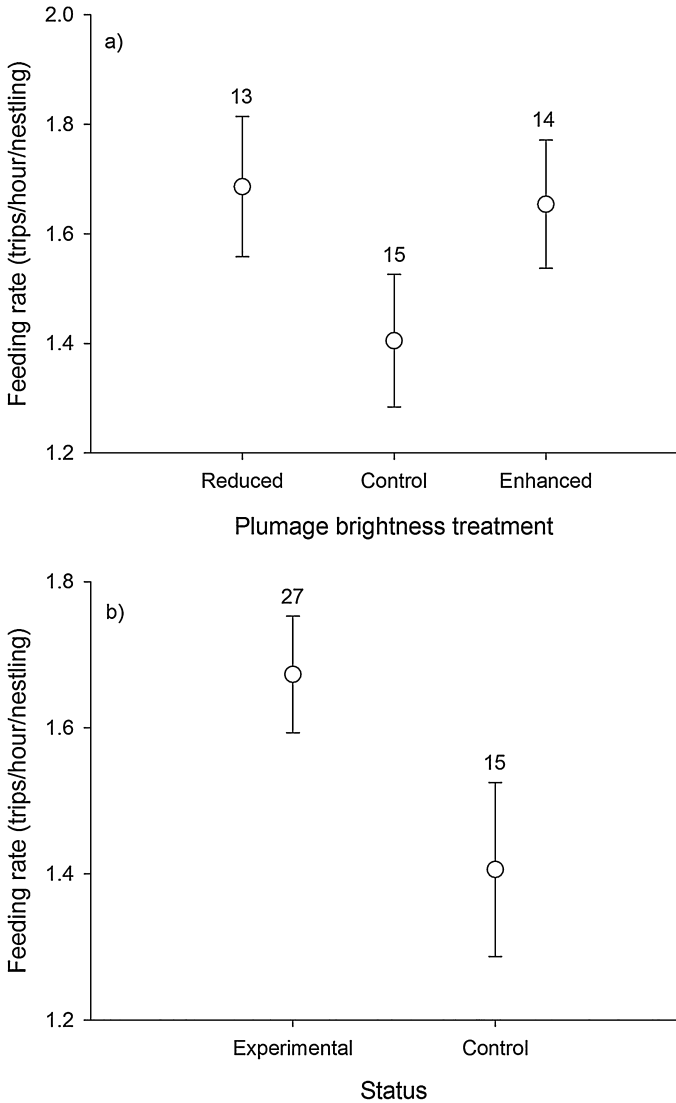 2.0
a)
13
1.8
14
Feeding rate (trips/hour/nestling)
1.6
15
1.4
1.2
Reduced Control Enhanced
Plumage brightness treatment
1.8
27
b)
Feeding rate (trips/hour/nestling)
1.6
15
1.4
1.2
Experimental Control
Status